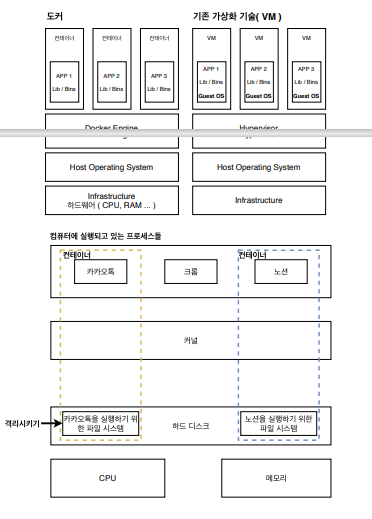 도커
기존 가상화 기술( VM )
컨테이너 컨테이너 컨테이너
VM VM VM
APP 1 APP 2 APP 3
Lib / Bins Lib / Bins Lib / Bins
APP 1 APP 2 APP 3
Lib / Bins Lib / Bins Lib / Bins
Guest OS Guest OS Guest OS
Docker Engine
Hypervisor
Host Operating System
Host Operating System
Infrastructure
하드웨어 ( CPU, RAM ... )
Infrastructure
컴퓨터에 실행되고 있는 프로세스들
컨테이너
컨테이너
카카오톡
크롬
노션
커널
격리시키기
카카오톡을 실행하기 위
한 파일 시스템
하드 디스크
노션을 실행하기 위한
파일 시스템
CPU
메모리